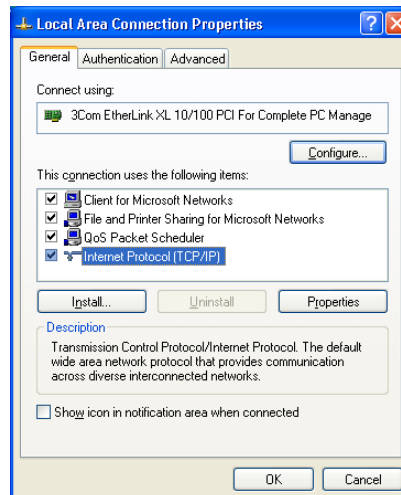 Local Area Connection Properties
General Authentication Advanced
Connect using:
3Com EtherLink XL 10/100 PCI For Complete PC Manage
Configure...
This connection uses the following items:
Client for Microsoft Networks
File and Printer Sharing for Microsoft Networks
QoS Packet Scheduler
Internet Protocol (TCP/IP)
Install... Uninstall Properties
Description
Transmission Control Protocol/Internet Protocol. The default
wide area network protocol that provides communication
across diverse interconnected networks.
Show icon in notification area when connected
OK Cancel